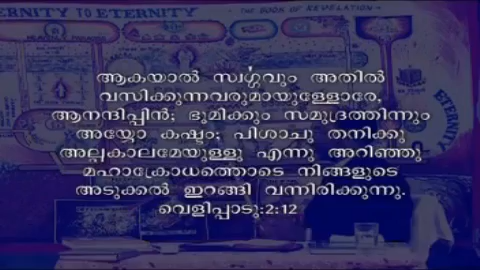 ERNITY TO ETERNITY
THE BOOK OF REVELATION
ആകയാൽ സ്വർഗ്ഗവും അതിൽ
വസിക്കുന്നവരുമായുള്ളോരേ,
ആനന്ദിപ്പിൻ; ഭൂമിക്കും സമുദ്രത്തിന്നും
അയ്യോ കഷ്ടം; പിശാചു തനിക്കു
അല്പകാലമേയുള്ളു എന്നു അറിഞ്ഞു
മഹാക്രോധത്തൊടെ നിങ്ങളുടെ
അടുക്കൽ ഇറങ്ങി വന്നിരിക്കുന്നു.
വെളിപ്പാടു:2:12
ETERNITY